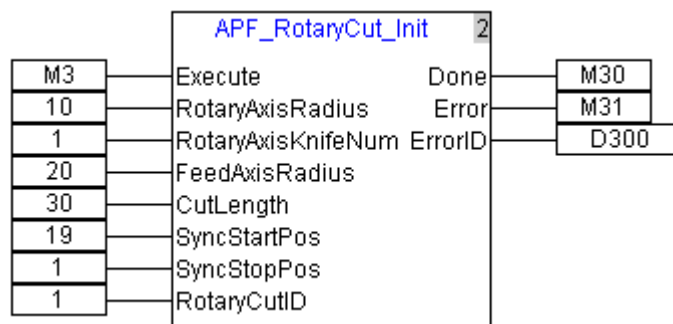 APF_RotaryCut_Init 2
M3 Execute Done M30
10 RotaryAxisRadius Error M31
1 RotaryAxisKnifeNum ErrorID D300
20 FeedAxisRadius
30 CutLength
19 SyncStartPos
1 SyncStopPos
1 RotaryCutID